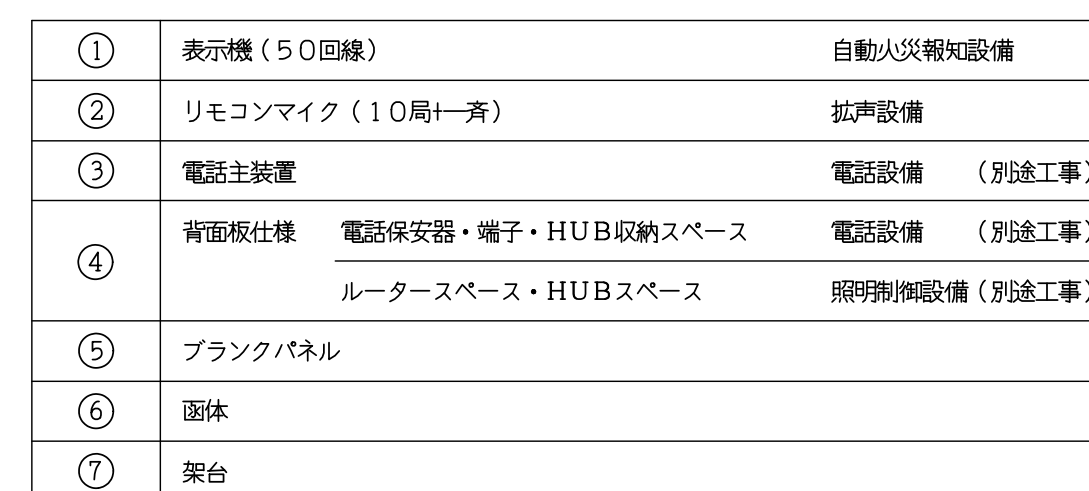 ① 表示機(50回線) 自動火災報知設備
② リモコンマイク(10局+一斉) 拡声設備
③ 電話主装置 電話設備 (別途工事)
④ 背面板仕様 電話保安器・端子・HUB収納スペース 電話設備 (別途工事)
ルータースペース・HUBスペース 照明制御設備(別途工事)
⑤ ブランクパネル
⑥ 函体
⑦ 架台